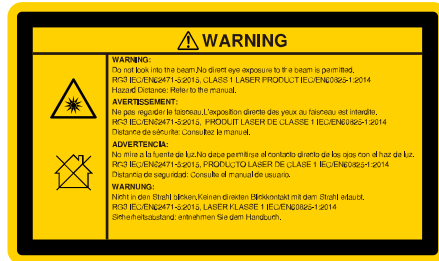 WARNING
WARNING:
Do not look into the beam.No direct eye exposure to the beam is permitted.
RG3 IEC/EN62471-5:2015, CLASS 1 LASER PRODUCT IEC/EN60825-1:2014
Hazard Distance: Refer to the manual.
AVERTISSEMENT:
Ne pas regarder le faisceau.L'exposition directe des yeux au faisceau est interdite.
RG3 IEC/EN62471-5:2015, PRODUIT LASER DE CLASSE 1 IEC/EN60825-1:2014
Distance de sécurité: Consultez le manuel.
ADVERTENCIA:
No mire a la fuente de luz.No debe permitirse el contacto directo de los ojos con el haz de luz.
RG3 IEC/EN62471-5:2015, PRODUCTO LASER DE CLASE 1 IEC/EN60825-1:2014
Distancia de seguridad: Consulte el manual de usuario.
WARNUNG:
Nicht in den Strahl blicken.Keinen direkten Blickkontakt mit dem Strahl erlaubt.
RG3 IEC/EN62471-5:2015, LASER KLASSE 1 IEC/EN60825-1:2014
Sicherheitsabstand: entnehmen Sie dem Handbuch.